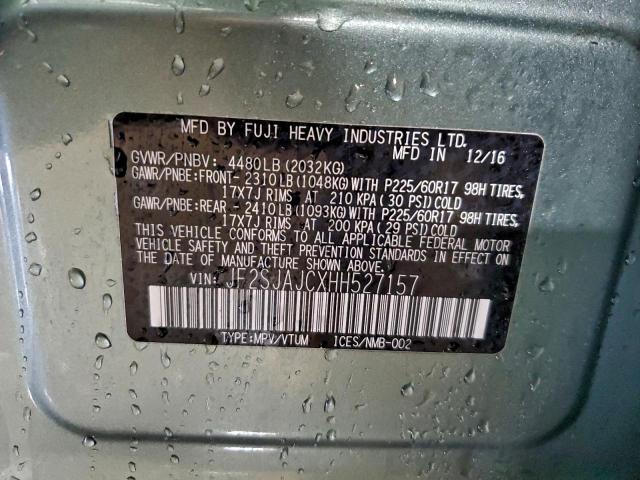 MFD BY FUJI HEAVY INDUSTRIES LTD.
MFD IN 12/16
GVWR/PNBV: 4480LB(2032KG)
GAWR/PNBE:FRONT-2310LB(1048KG)WITH P225/60R17 98H TIRES,
17X7J RIMS AT 210 KPA(30 PSI)COLD
GAWR/PNBE:REAR -2410LB(1093KG)WITH P225/60R17 98H TIRES,
17X7J RIMS AT 200 KPA(29 PSI)COLD
THIS VEHICLE CONFORMS TO ALL APPLICABLE FEDERAL MOTOR
VEHICLE SAFETY AND THEFT PREVENTION STANDARDS IN EFFECT ON
THE DATE OF MANUFACTURE SHOWN ABOVE.
VIN: JF2SJAJCXHH527157
TYPE:MPV/VTUM ICES/NMB-002